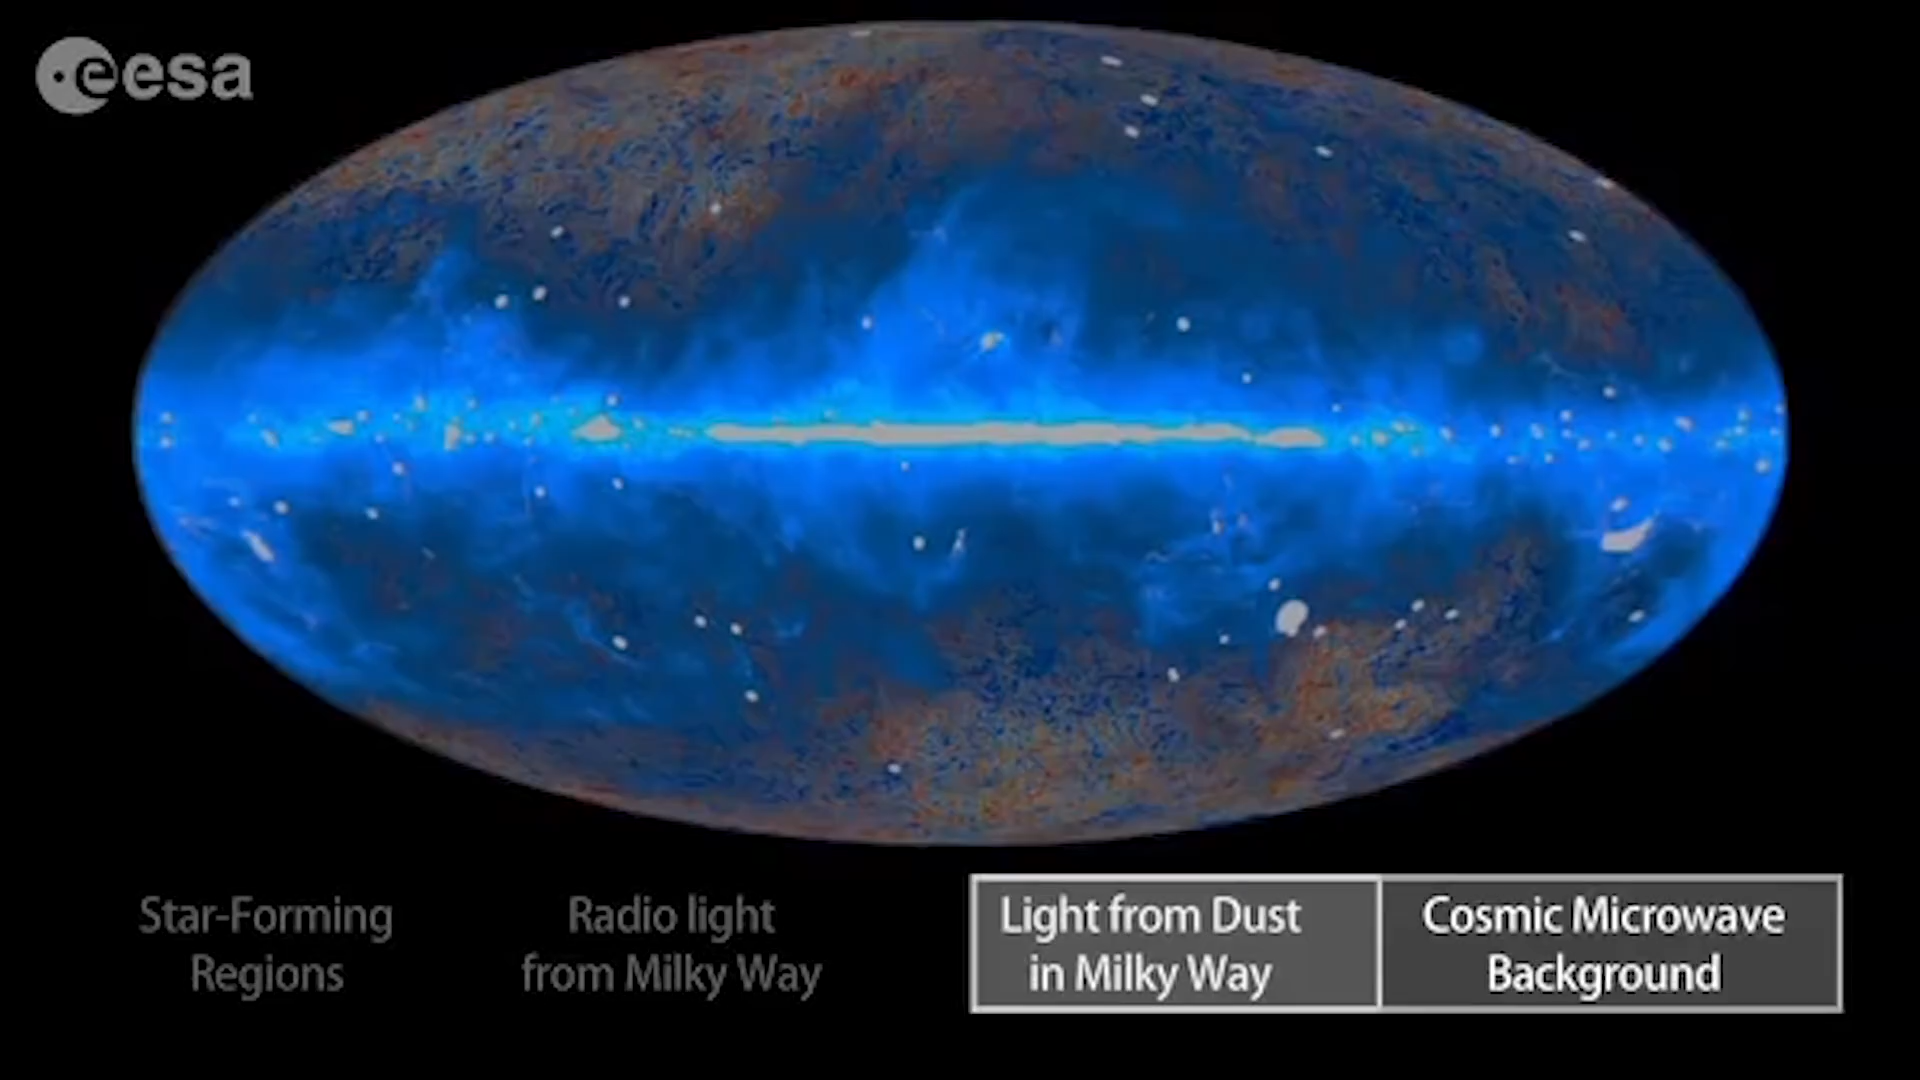 esa
Star-Forming
Regions
Radio light
from Milky Way
Light from Dust
in Milky Way
Cosmic Microwave
Background